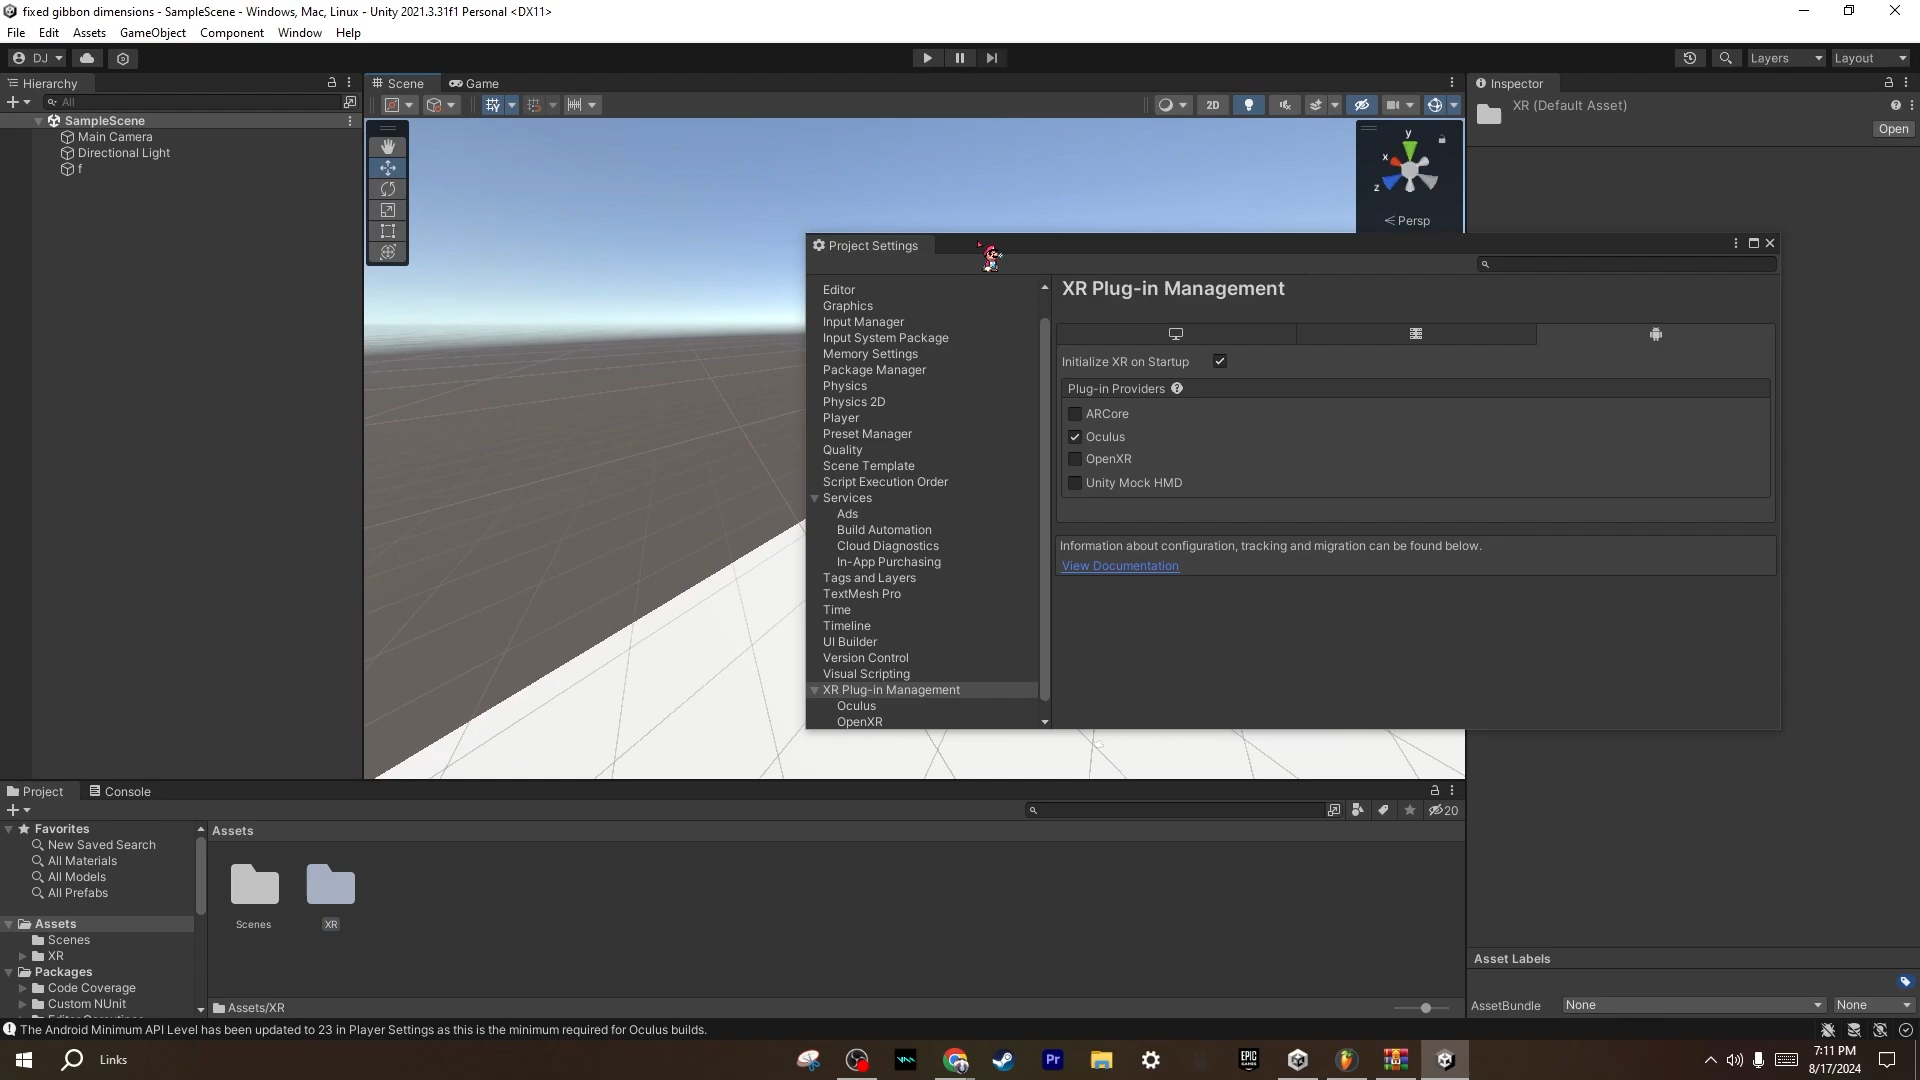 fixed gibbon dimensions - SampleScene - Windows, Mac, Linux - Unity 2021.3.31f1 Personal <DX11>
File Edit Assets GameObject Component Window Help
DJ
Layers
Layout
Hierarchy
Scene
Game
Inspector
All
2D
XR (Default Asset)
Open
SampleScene
Main Camera
Directional Light
f
y
x
z
Persp
Project Settings
Editor
Graphics
Input Manager
Input System Package
Memory Settings
Package Manager
Physics
Physics 2D
Player
Preset Manager
Quality
Scene Template
Script Execution Order
Services
Ads
Build Automation
Cloud Diagnostics
In-App Purchasing
Tags and Layers
TextMesh Pro
Time
Timeline
UI Builder
Version Control
Visual Scripting
XR Plug-in Management
Oculus
OpenXR
XR Plug-in Management
Initialize XR on Startup
Plug-in Providers
ARCore
Oculus
OpenXR
Unity Mock HMD
Information about configuration, tracking and migration can be found below.
View Documentation
Project
Console
20
Favorites
New Saved Search
All Materials
All Models
All Prefabs
Assets
Scenes
XR
Packages
Code Coverage
Custom NUnit
Assets
Scenes
XR
Assets/XR
Asset Labels
AssetBundle
None
None
The Android Minimum API Level has been updated to 23 in Player Settings as this is the minimum required for Oculus builds.
Links
Pr
EPIC GAMES
7:11 PM
8/17/2024